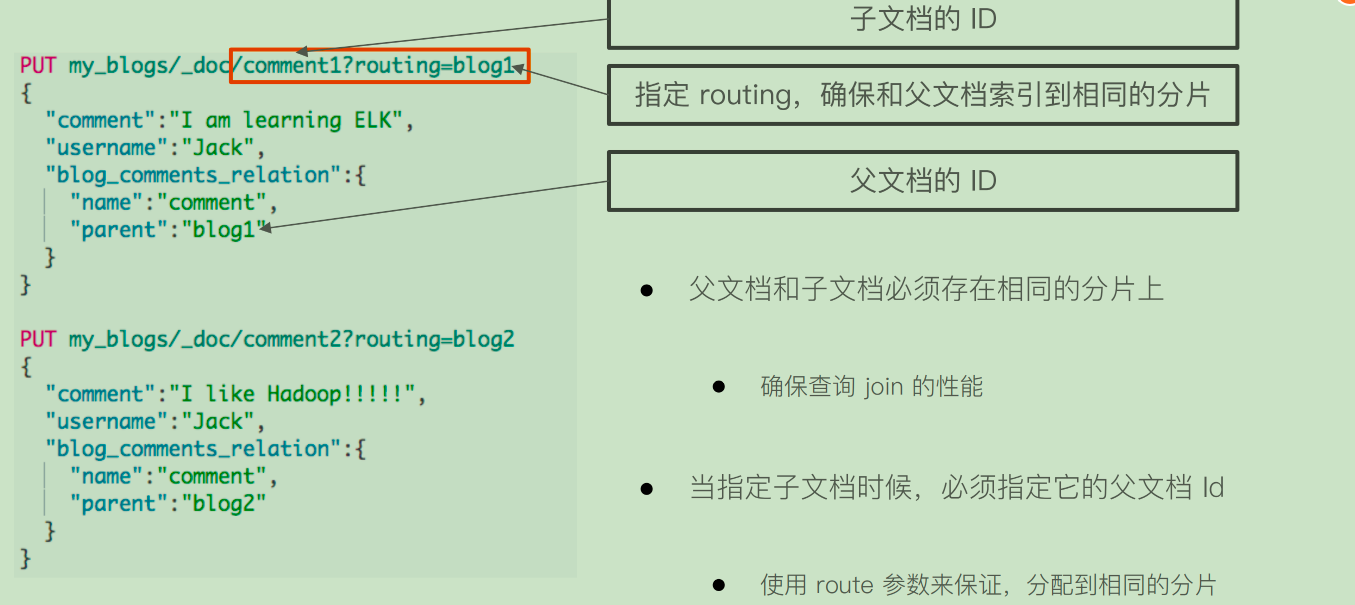 子文档的 ID
PUT my_blogs/_doc/comment1?routing=blog1
指定 routing，确保和父文档索引到相同的分片
{
"comment":"I am learning ELK",
"username":"Jack",
"blog_comments_relation":{
"name":"comment",
"parent":"blog1"
}
}
父文档的 ID
PUT my_blogs/_doc/comment2?routing=blog2
{
"comment":"I like Hadoop!!!!!",
"username":"Jack",
"blog_comments_relation":{
"name":"comment",
"parent":"blog2"
}
}
● 父文档和子文档必须存在相同的分片上
● 确保查询 join 的性能
● 当指定子文档时候，必须指定它的父文档 Id
● 使用 route 参数来保证，分配到相同的分片